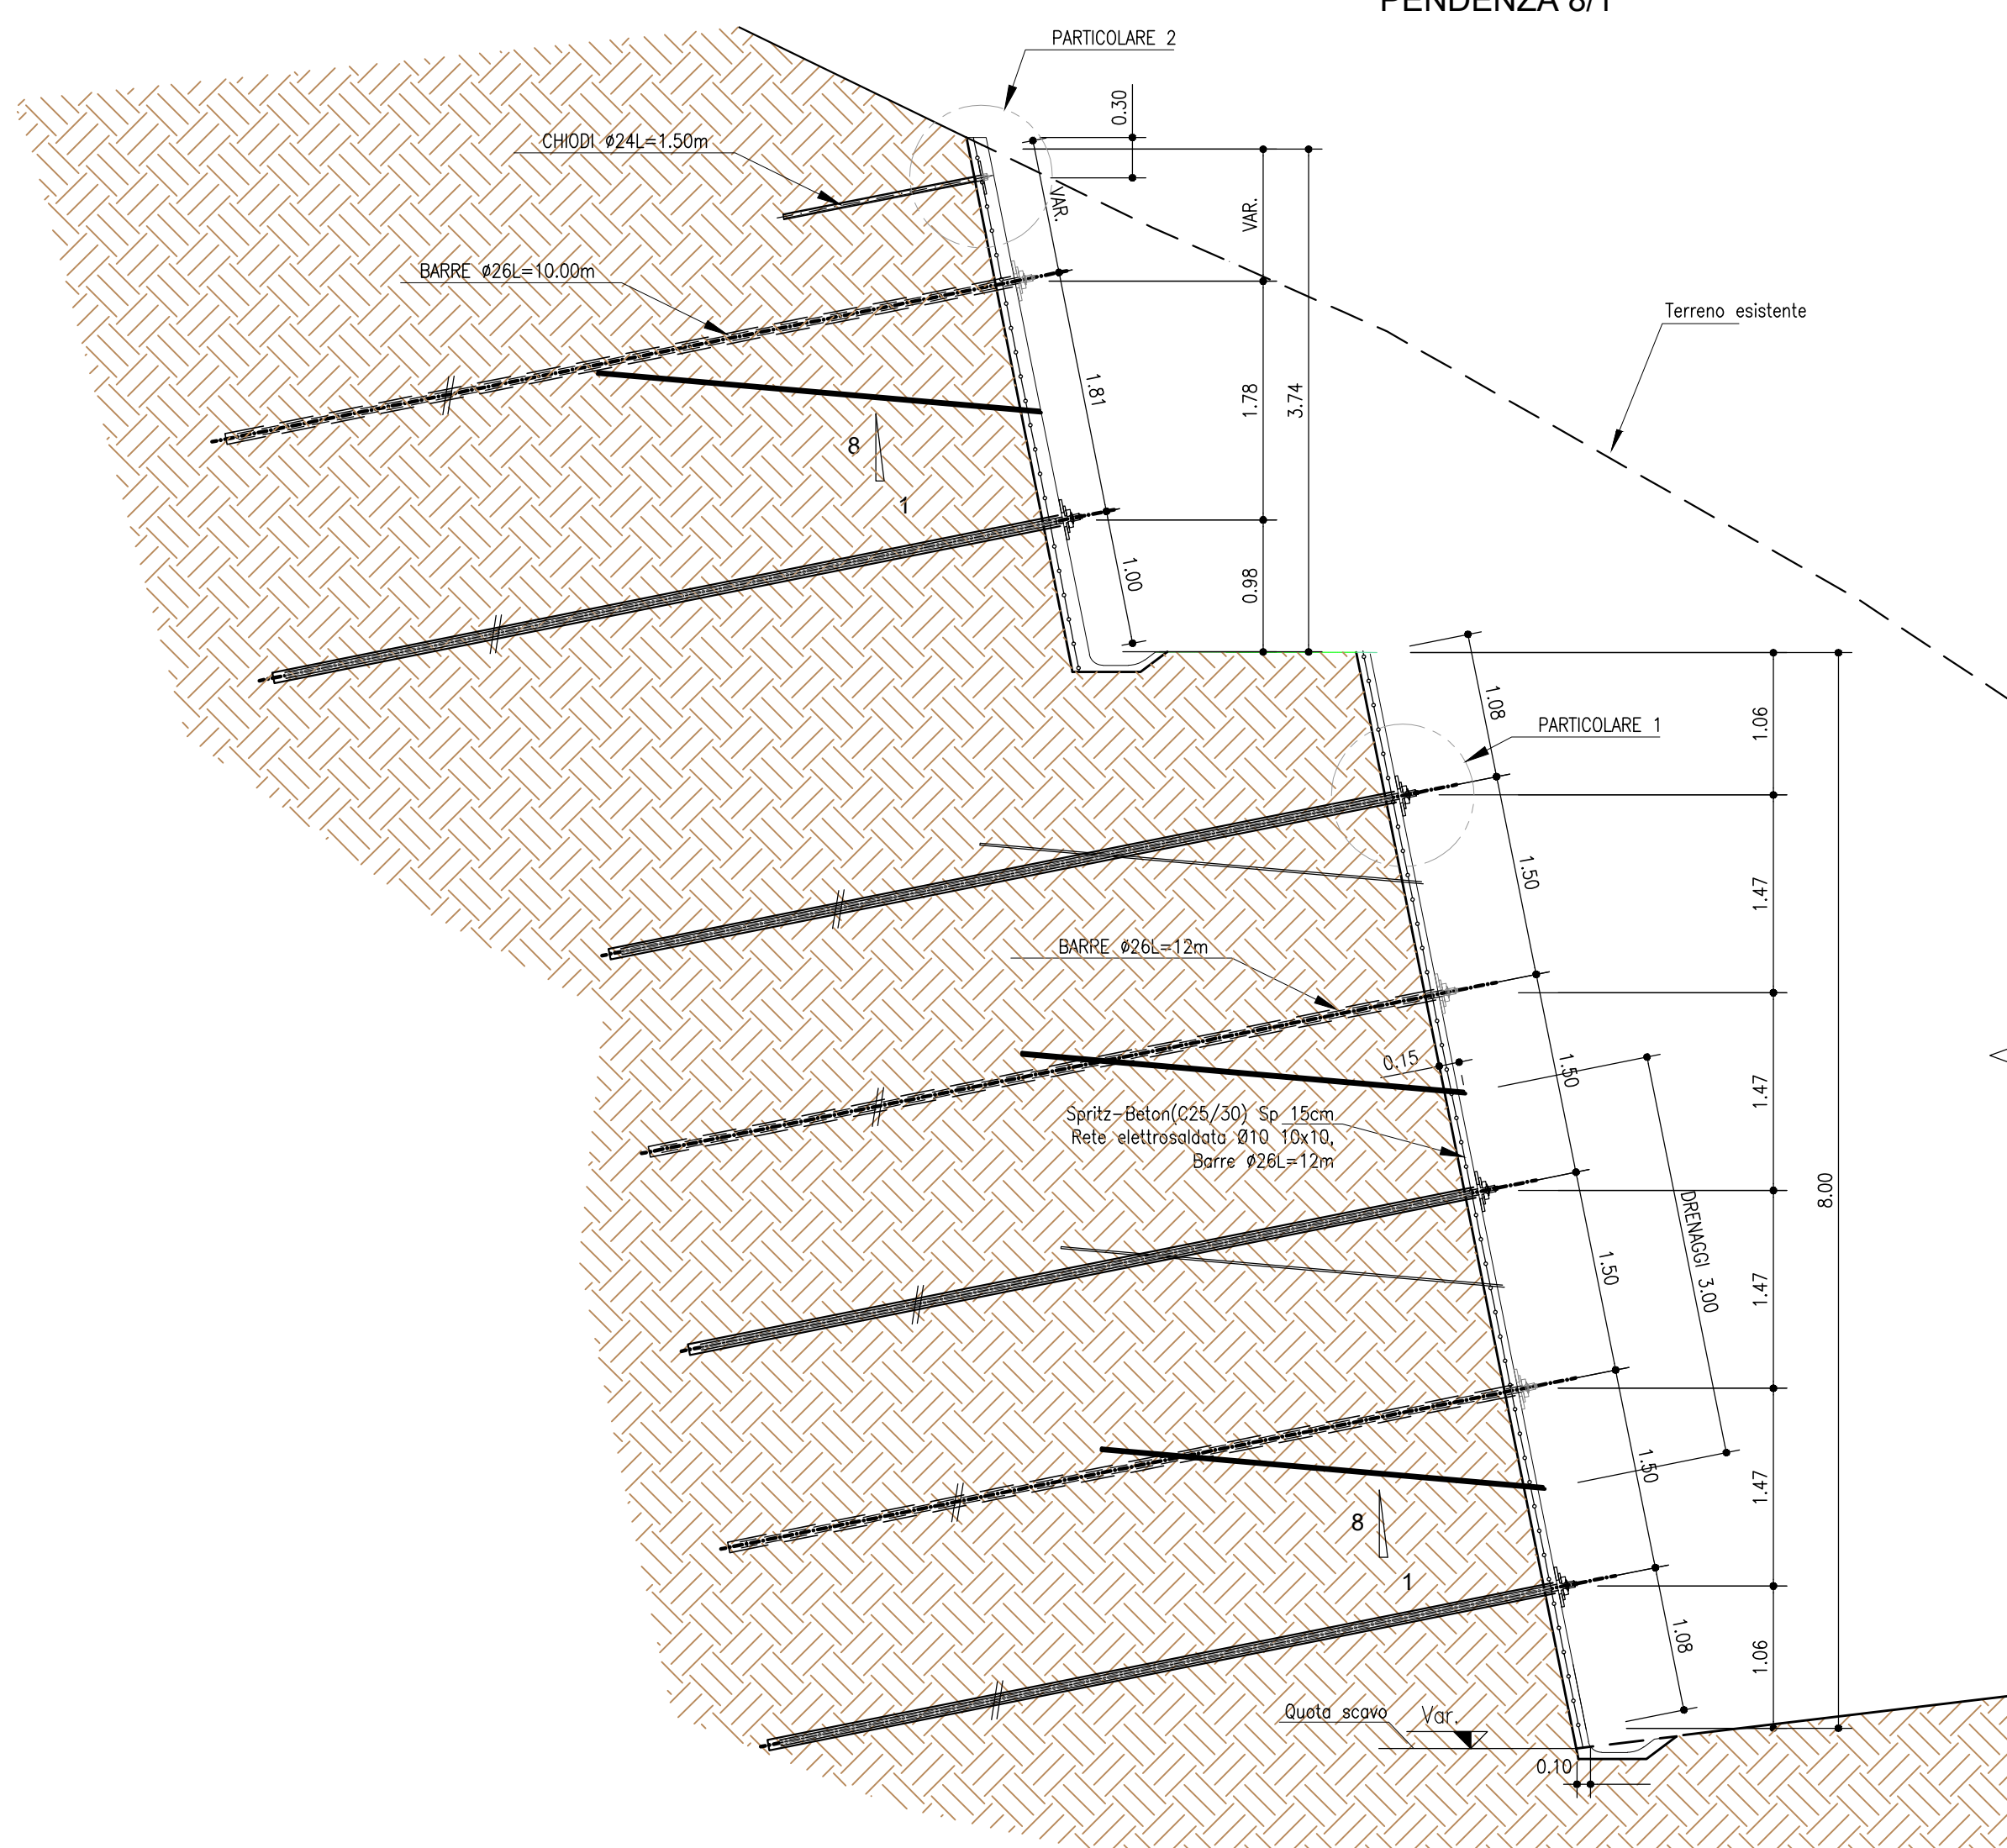 PENDENZA 8/1
PARTICOLARE 2
0.30
CHIODI ø24L=1.50m
VAR.
VAR.
BARRE ø26L=10.00m
Terreno esistente
1.81
1.78
3.74
8
1
1.00
0.98
1.08
1.06
PARTICOLARE 1
1.50
1.47
BARRE ø26L=12m
0.15
1.50
1.47
Spritz-Beton(C25/30) Sp 15cm
Rete elettrosaldata Ø10 10x10,
Barre ø26L=12m
DRENAGGI 3.00
8.00
1.50
1.47
1.50
1.47
8
1
1.08
1.06
Quota scavo
Var.
0.10